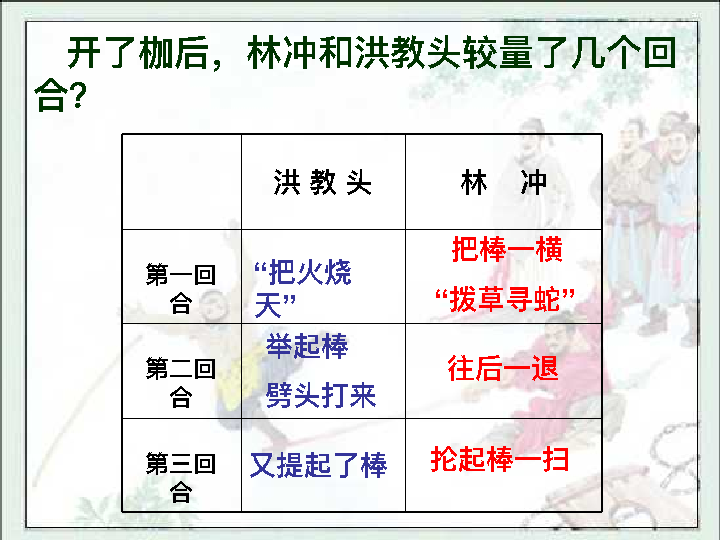 开了枷后，林冲和洪教头较量了几个回
合？
洪 教 头
林 冲
第一回
合
“把火烧
天”
把棒一横
“拨草寻蛇”
第二回
合
举起棒
劈头打来
往后一退
第三回
合
又提起了棒
抡起棒一扫